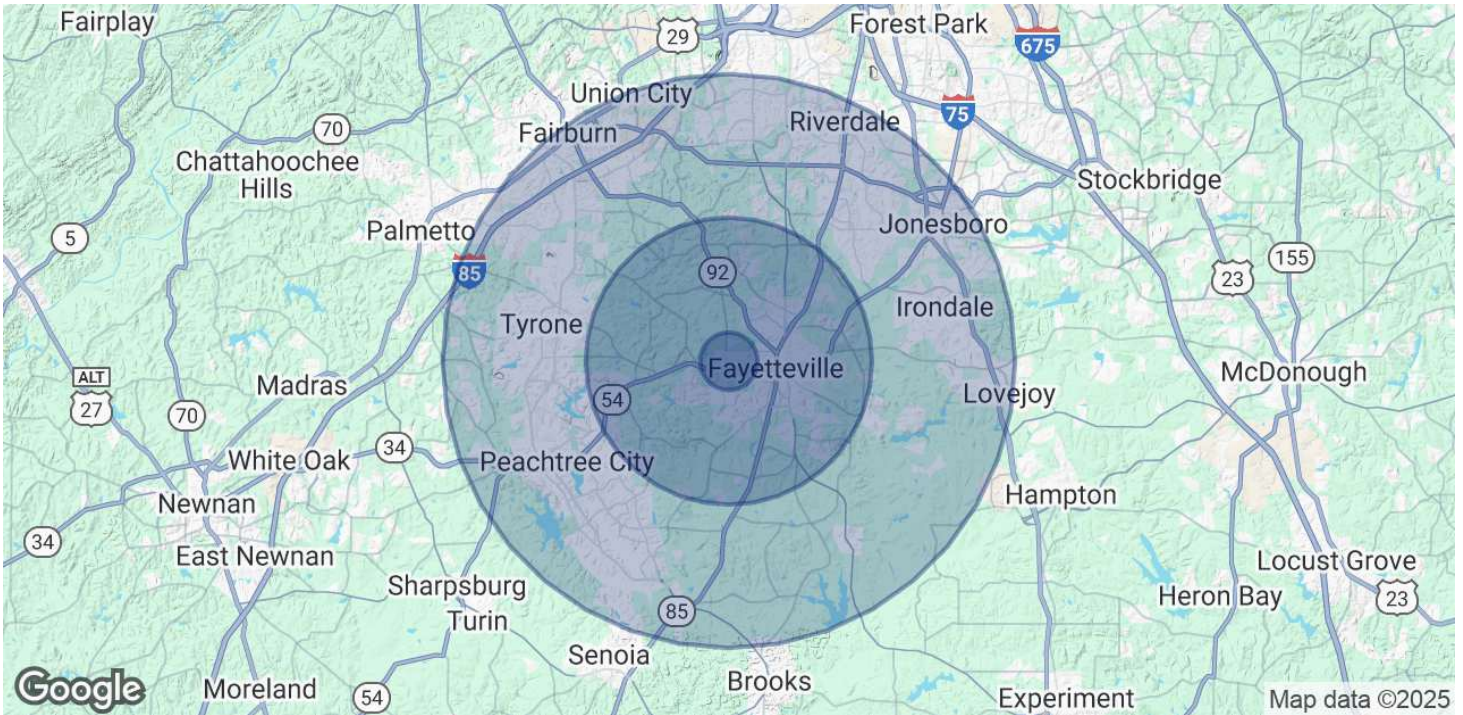 Fairplay
29
Forest Park
675
Union City
Riverdale
75
70
Fairburn
Chattahoochee
Hills
Stockbridge
5
Palmetto
Jonesboro
85
92
23
155
Tyrone
Irondale
Fayetteville
ALT
27
Madras
McDonough
70
54
Lovejoy
34
White Oak
Peachtree City
Newnan
Hampton
34
East Newnan
Locust Grove
Sharpsburg
Heron Bay
23
85
Turin
Senoia
Brooks
Google
Moreland
54
Experiment
Map data ©2025